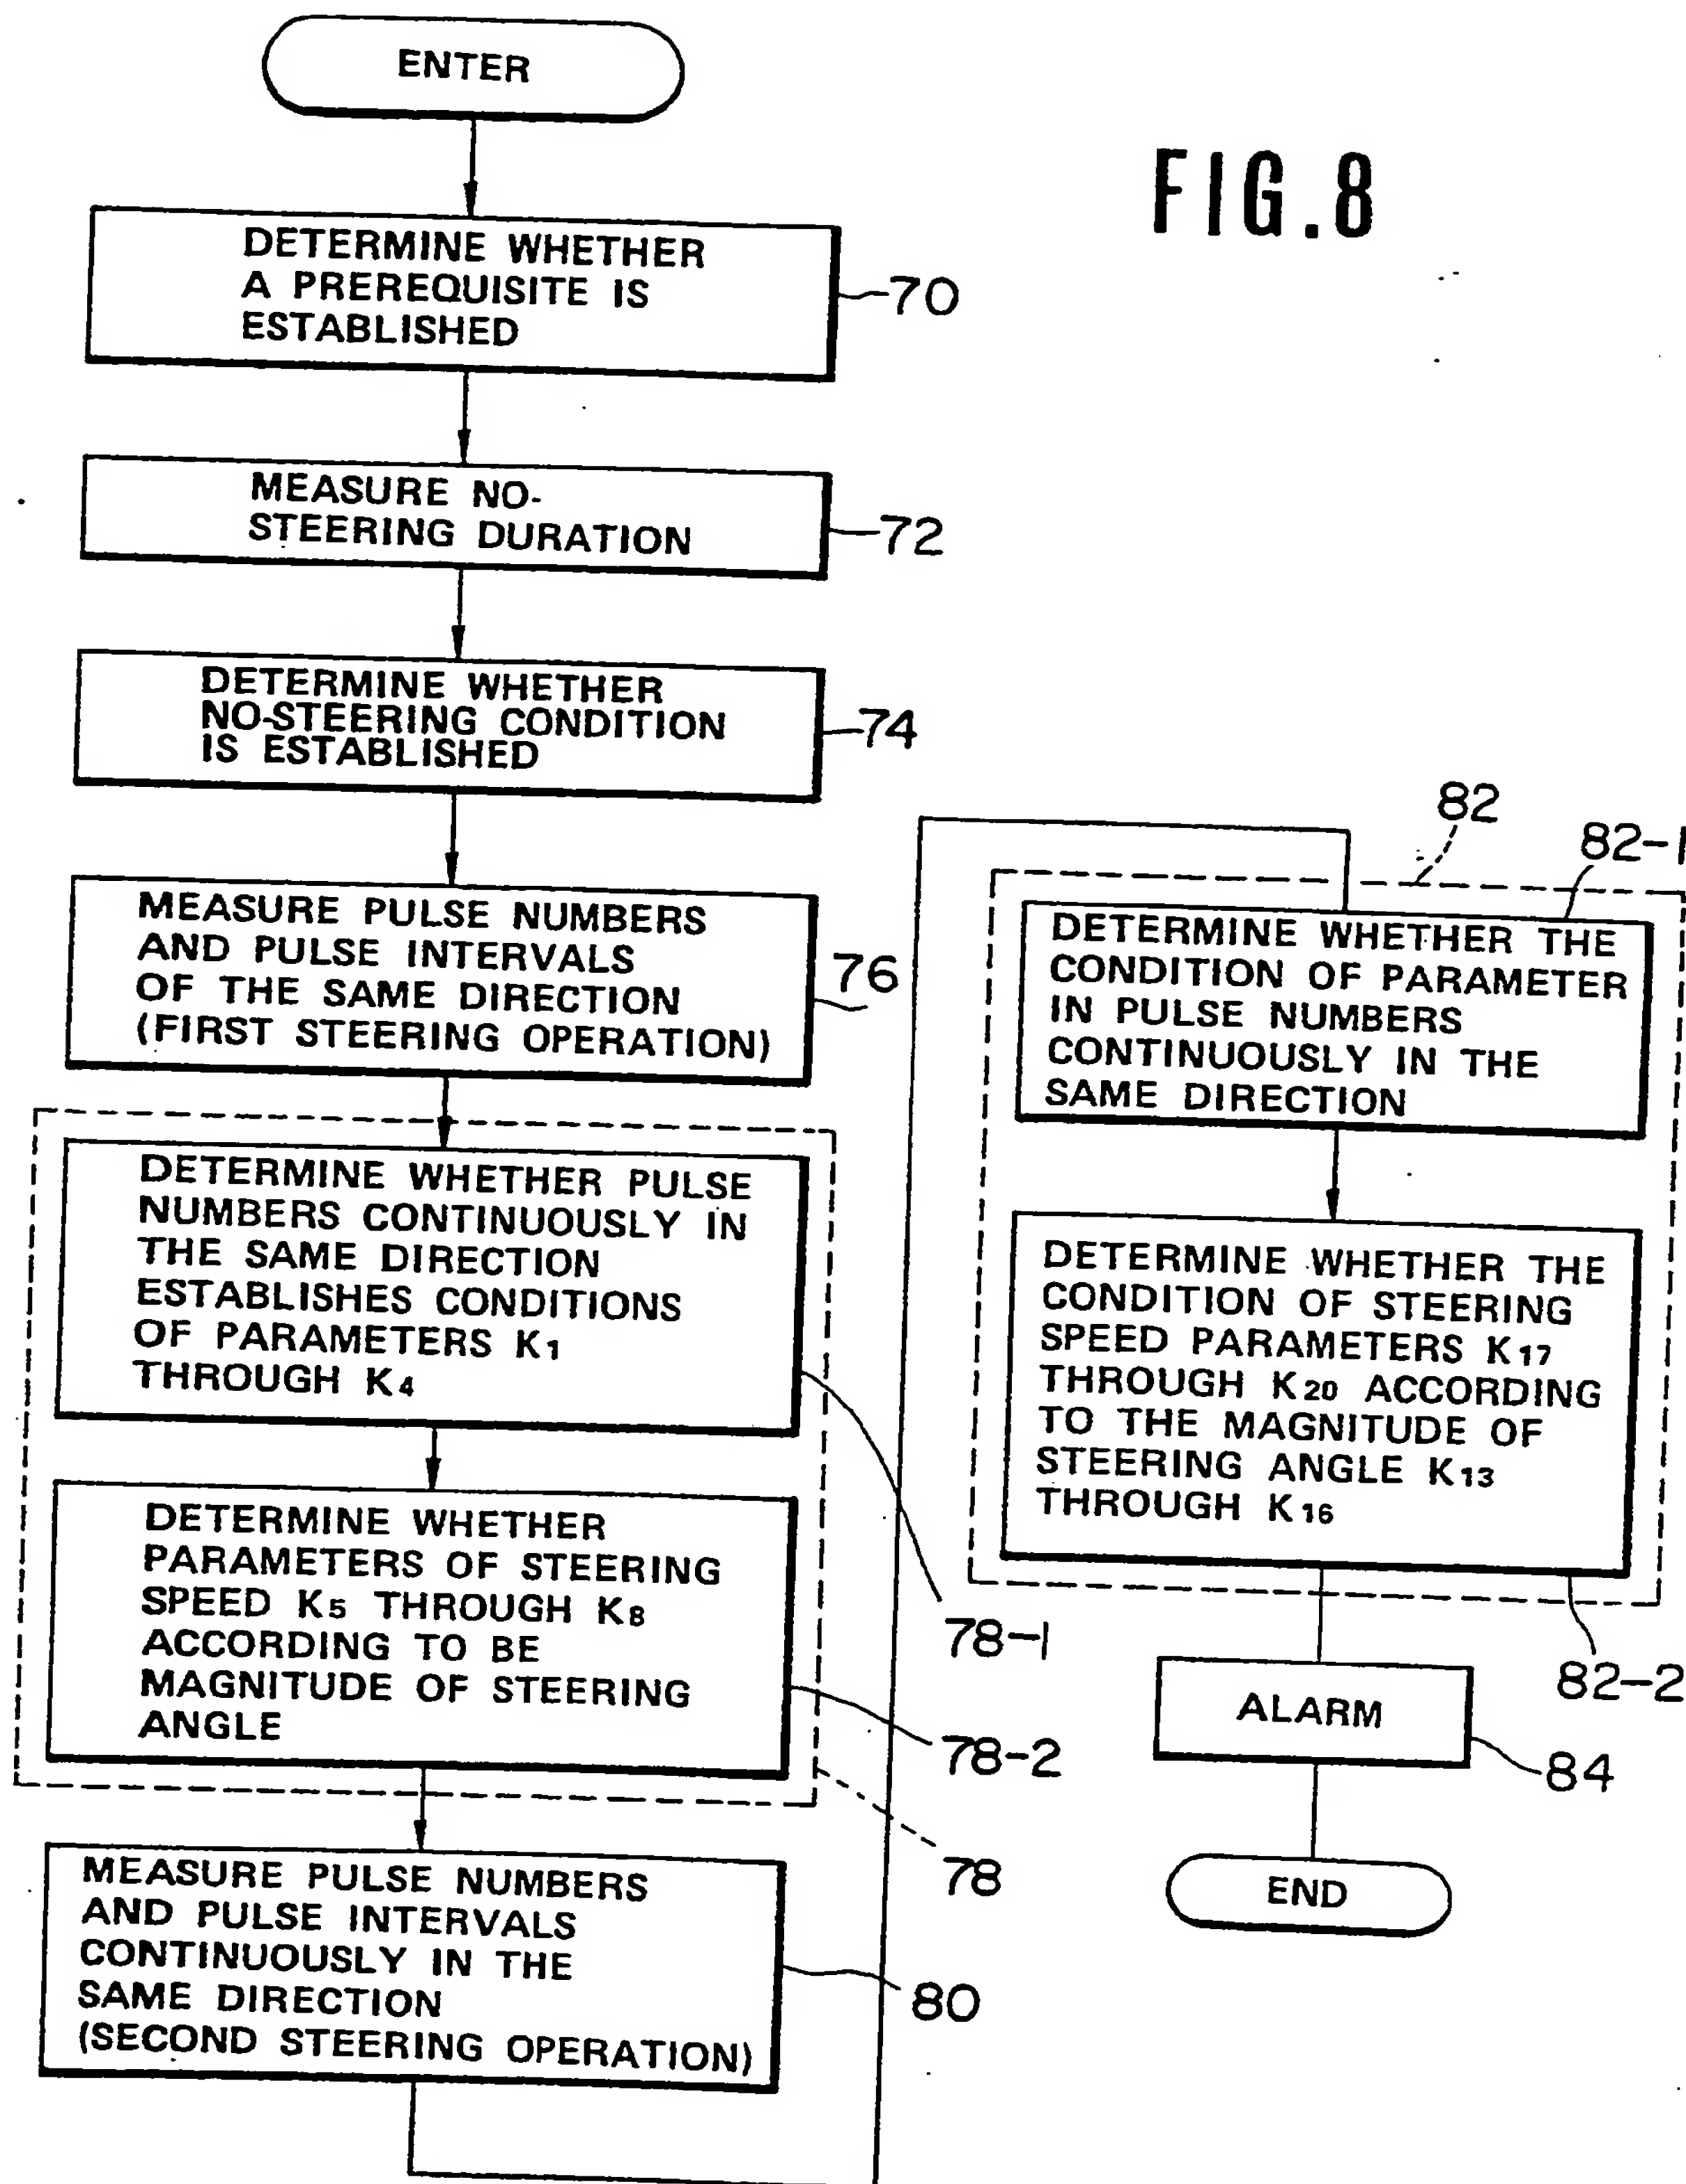 ENTER
FIG.8
DETERMINE WHETHER
A PREREQUISITE IS
ESTABLISHED
70
MEASURE NO-
STEERING DURATION
72
DETERMINE WHETHER
NO-STEERING CONDITION
IS ESTABLISHED
74
MEASURE PULSE NUMBERS
AND PULSE INTERVALS
OF THE SAME DIRECTION
(FIRST STEERING OPERATION)
76
DETERMINE WHETHER PULSE
NUMBERS CONTINUOUSLY IN
THE SAME DIRECTION
ESTABLISHES CONDITIONS
OF PARAMETERS K1
THROUGH K4
78-1
DETERMINE WHETHER
PARAMETERS OF STEERING
SPEED K5 THROUGH K8
ACCORDING TO BE
MAGNITUDE OF STEERING
ANGLE
78-2
78
MEASURE PULSE NUMBERS
AND PULSE INTERVALS
CONTINUOUSLY IN THE
SAME DIRECTION
(SECOND STEERING OPERATION)
80
82
82-1
DETERMINE WHETHER THE
CONDITION OF PARAMETER
IN PULSE NUMBERS
CONTINUOUSLY IN THE
SAME DIRECTION
DETERMINE WHETHER THE
CONDITION OF STEERING
SPEED PARAMETERS K17
THROUGH K20 ACCORDING
TO THE MAGNITUDE OF
STEERING ANGLE K13
THROUGH K16
82-2
ALARM
84
END